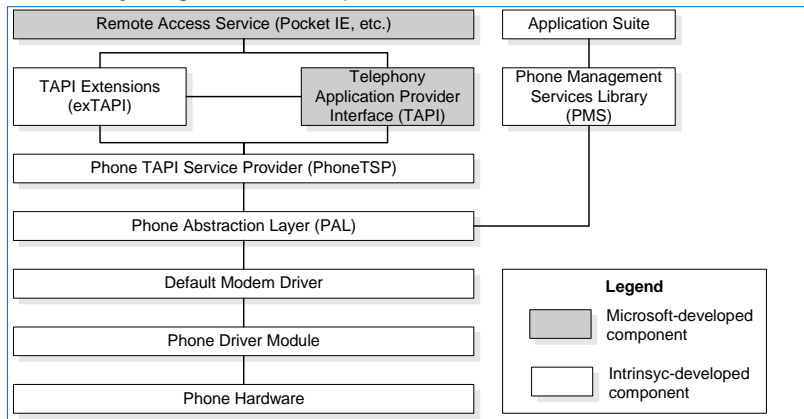 Remote Access Service (Pocket IE, etc.)
Application Suite
TAPI Extensions
(exTAPI)
Telephony
Application Provider
Interface (TAPI)
Phone Management
Services Library
(PMS)
Phone TAPI Service Provider (PhoneTSP)
Phone Abstraction Layer (PAL)
Default Modem Driver
Phone Driver Module
Phone Hardware
Legend
Microsoft-developed
component
Intrinsyc-developed
component